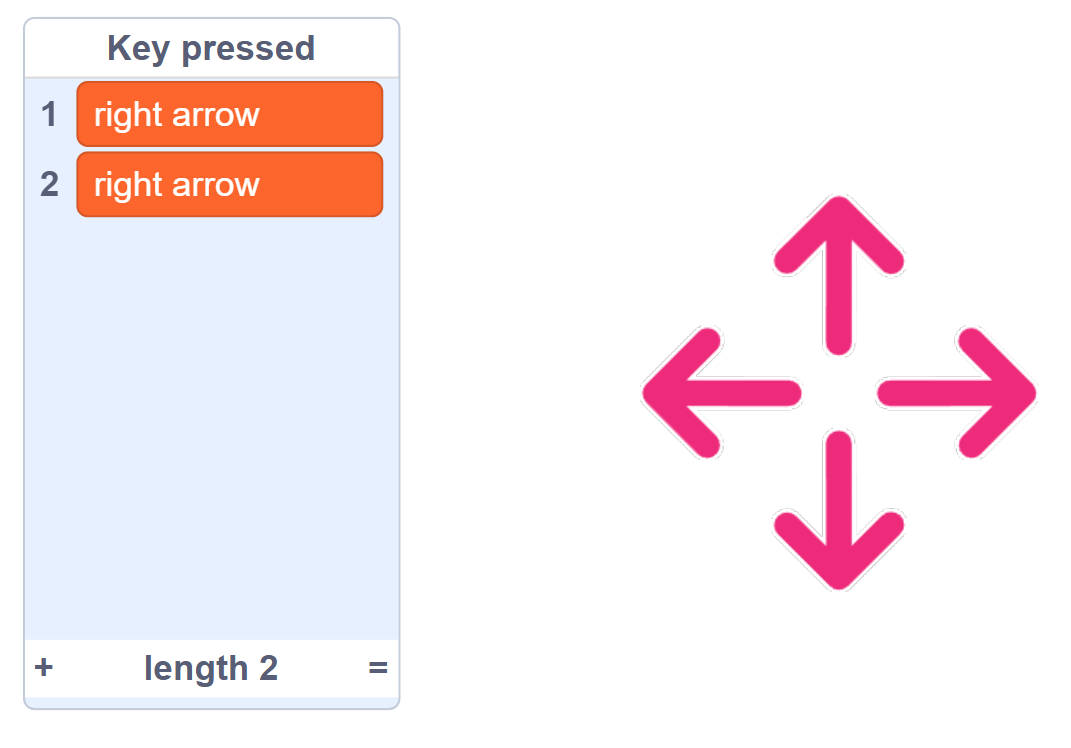 Key pressed
1 right arrow
2 right arrow
+ length 2 =